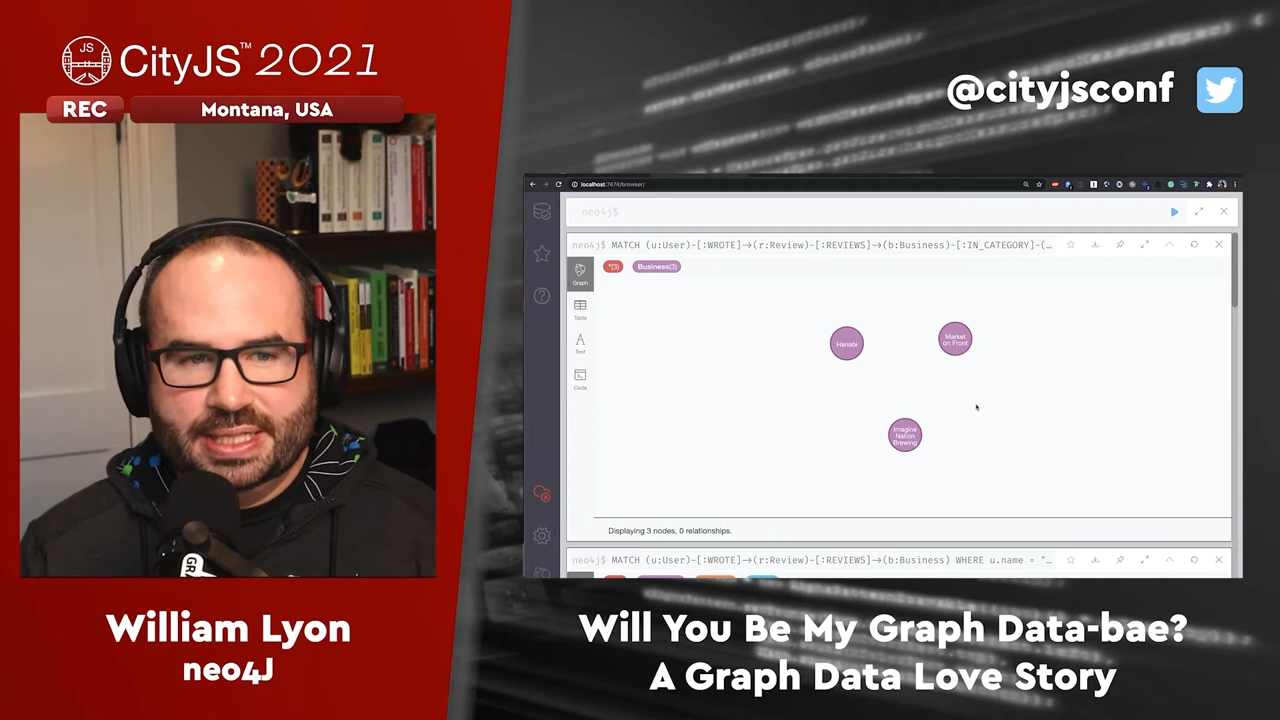 JS
CityJS™ 2021
REC
Montana, USA
@cityjsconf
localhost:7474/browser/
neo4j$
neo4j$ MATCH (u:User)-[:WROTE]→(r:Review)-[:REVIEWS]→(b:Business)-[:IN_CATEGORY]-(…
*(3)
Business(3)
Graph
Table
A
Text
Code
Hanabi
Market
on Front
Imagine
Nation
Brewing
Displaying 3 nodes, 0 relationships.
neo4j$ MATCH (u:User)-[:WROTE]→(r:Review)-[:REVIEWS]→(b:Business) WHERE u.name = "…
GRA
William Lyon
neo4J
Will You Be My Graph Data-bae?
A Graph Data Love Story